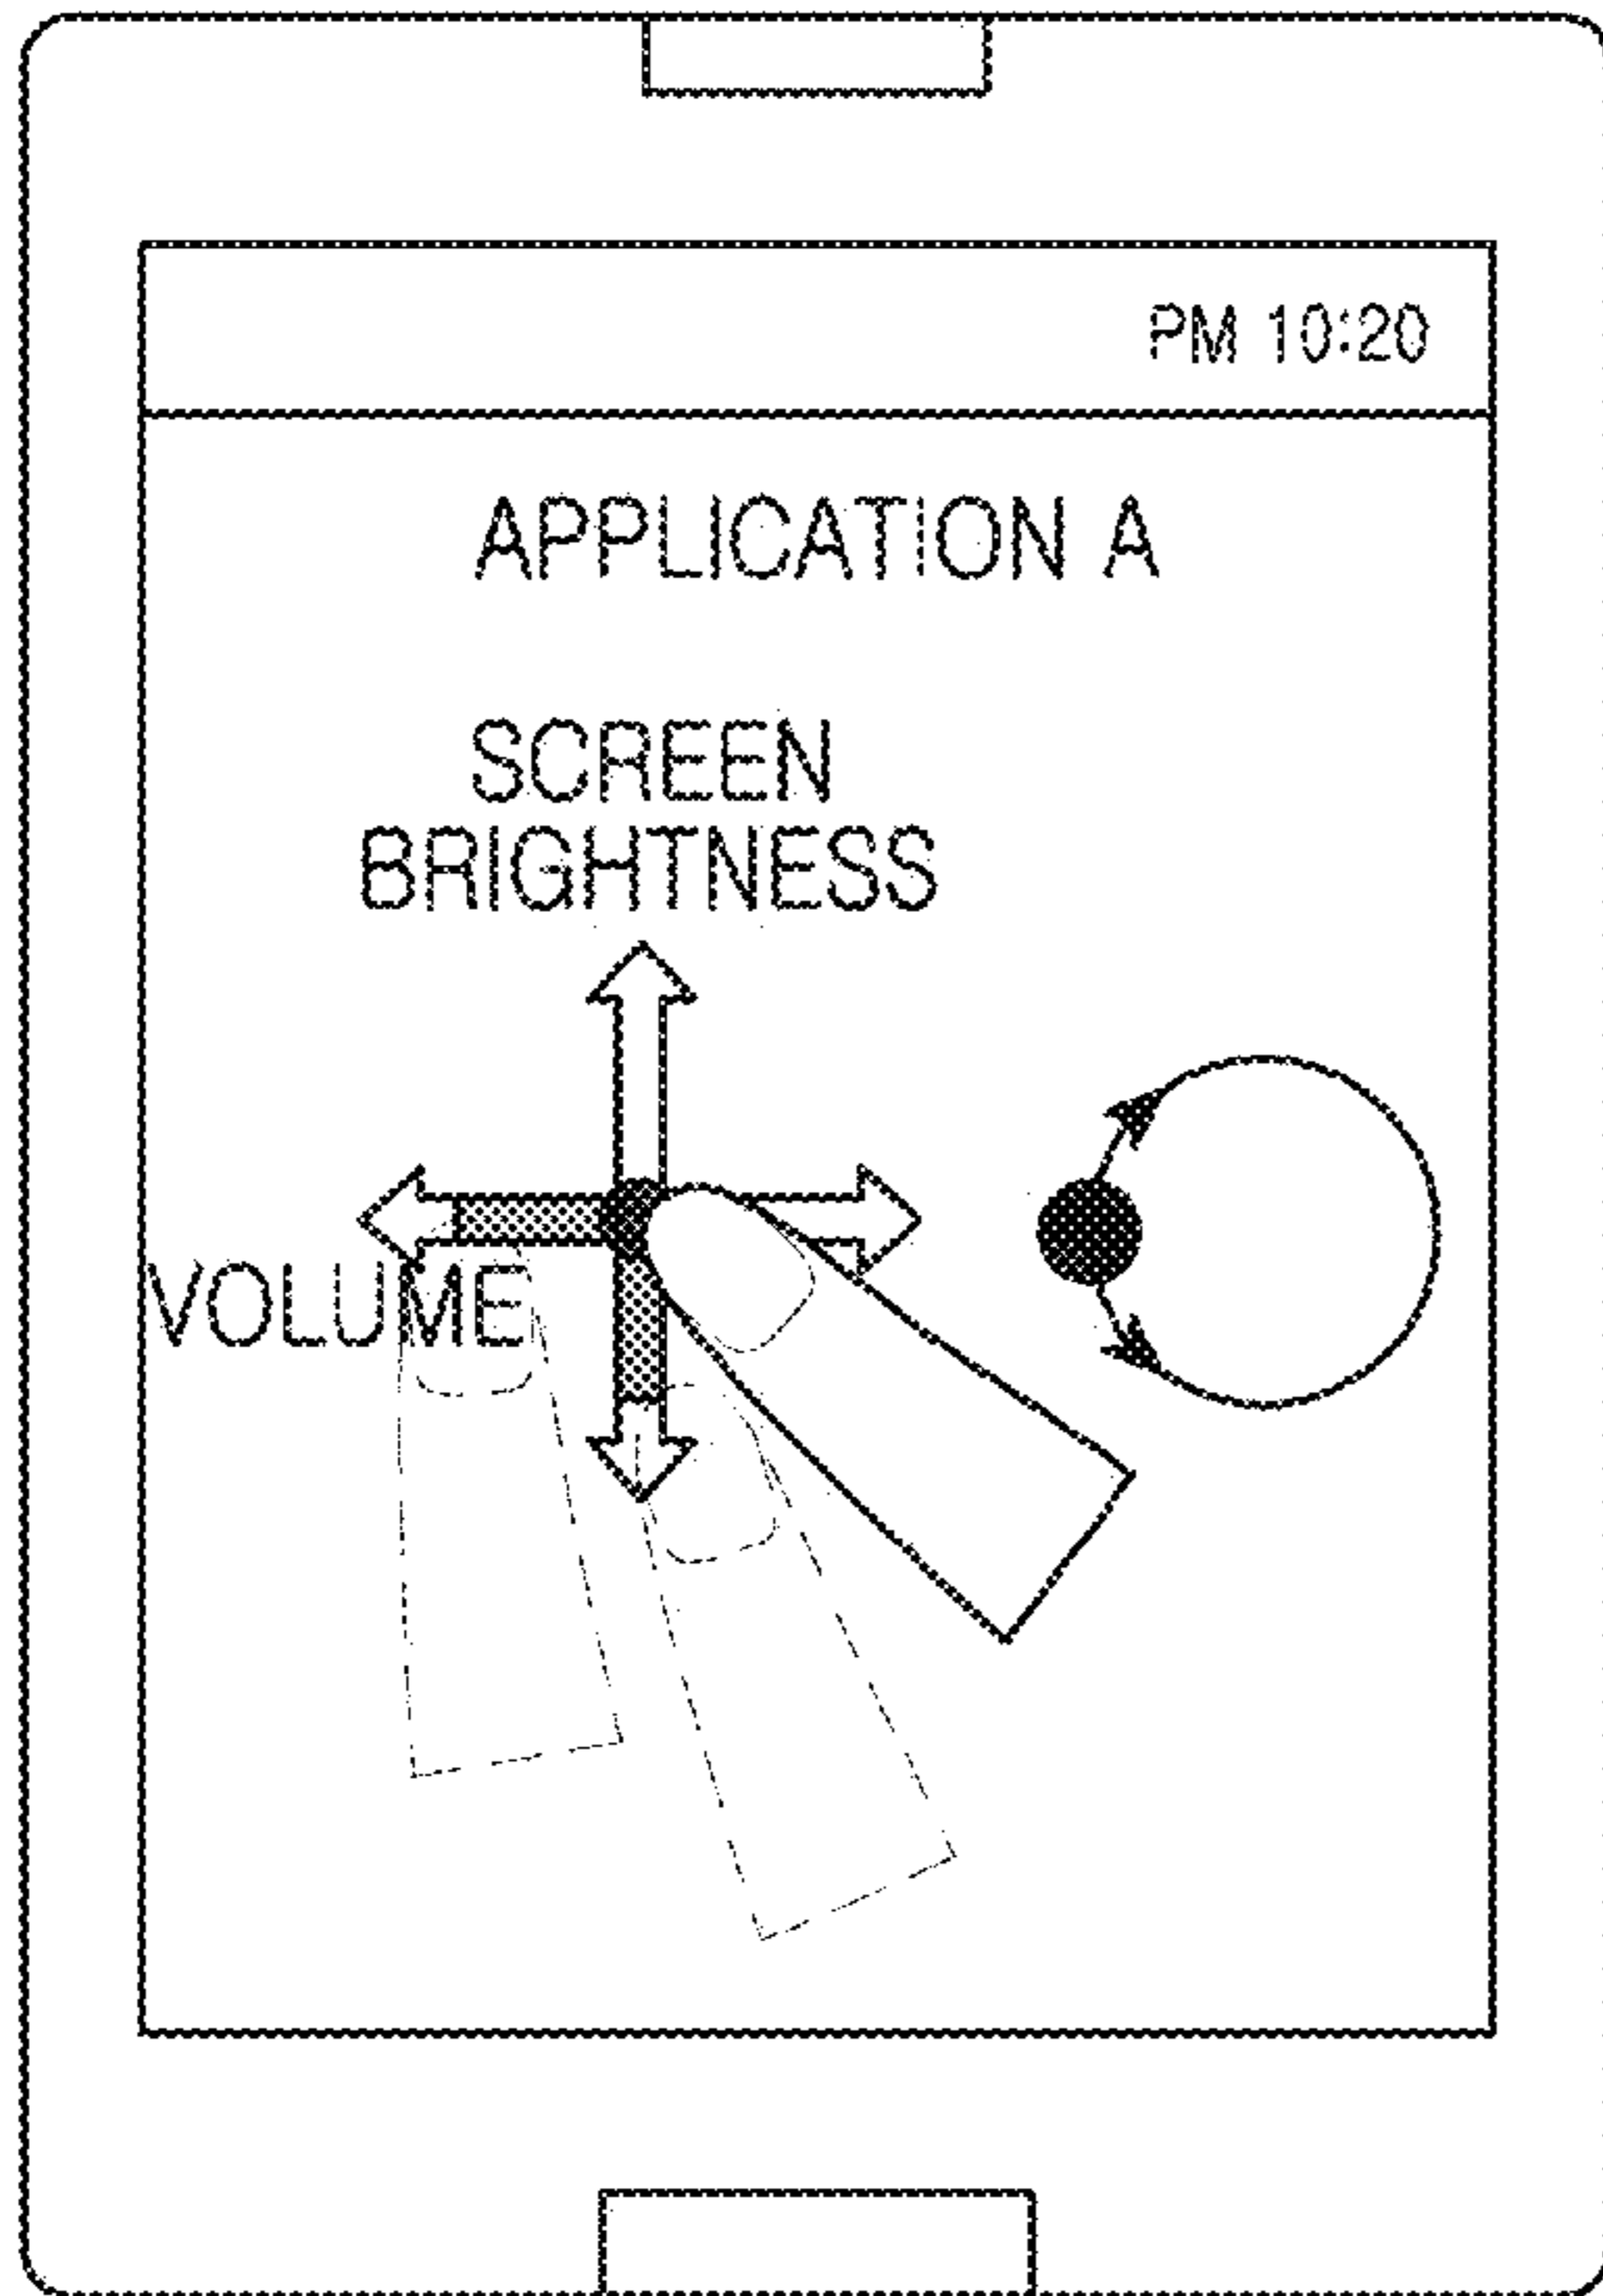 PM 10:20
APPLICATION A
SCREEN
BRIGHTNESS
VOLUME